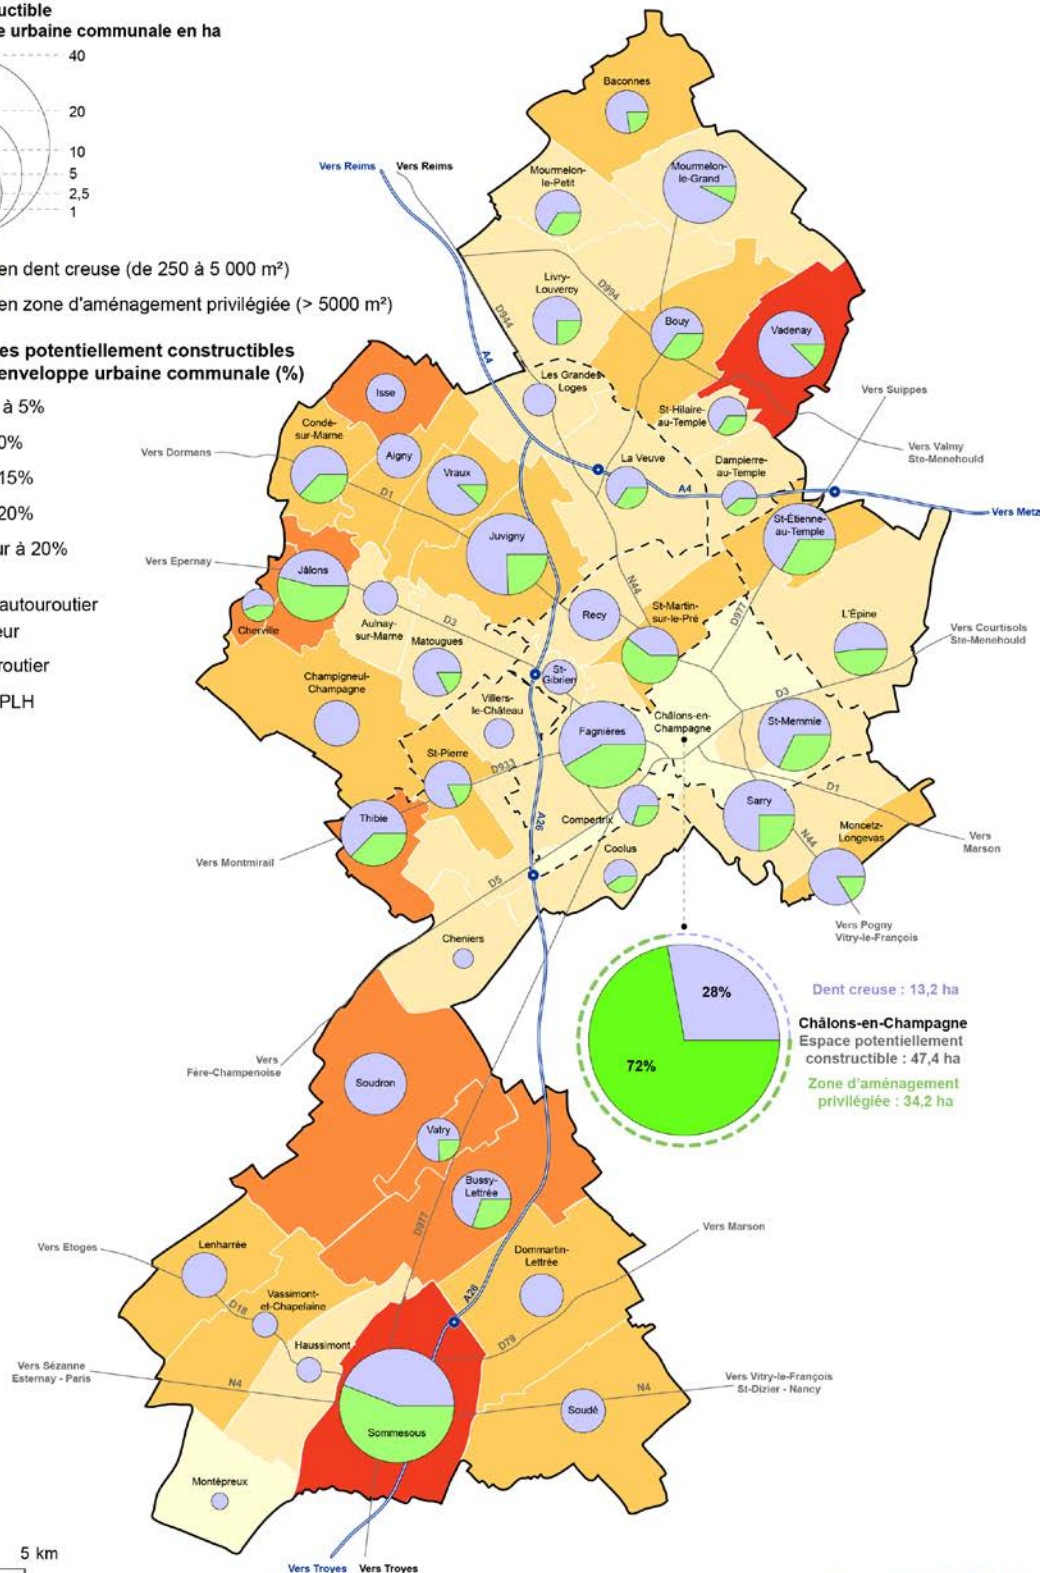 uctible
e urbaine communale en ha
40
20
10
5
2,5
1
en dent creuse (de 250 à 5 000 m²)
en zone d'aménagement privilégiée (> 5000 m²)
es potentiellement constructibles
enveloppe urbaine communale (%)
à 5%
0%
15%
20%
ur à 20%
autouroutier
eur
routier
PLH
Baconnes
Mourmelon-
le-Grand
Mourmelon-
le-Petit
Vers Reims
Vers Reims
Livry-
Louvercy
D944
D994
A4
Bouy
Vadenay
Les Grandes
Loges
St-Hilaire-
au-Temple
Vers Suippes
Isse
Condé-
sur-Marne
Vers Dormans
Aigny
Vraux
La Veuve
Dampierre-
au-Temple
Vers Valmy
Ste-Menehould
D1
A4
Vers Metz
Juvigny
St-Étienne-
au-Temple
Vers Epernay
Jâlons
N44
D977
Cherville
Aulnay-
sur-Marne
D3
Recy
St-Martin-
sur-le-Pré
L'Épine
Vers Courtisols
Ste-Menehould
Matougues
St-
Gibrien
Champigneul-
Champagne
Villers-
le-Château
D3
Châlons-en-
Champagne
St-Memmie
Fagnières
St-Pierre
D933
D1
Thibie
A26
Compertrix
Sarry
N44
Moncetz-
Longevas
Vers
Marson
Vers Montmirail
D5
Coolus
Vers Pogny
Vitry-le-François
Cheniers
28%
72%
Dent creuse : 13,2 ha
Châlons-en-Champagne
Espace potentiellement
constructible : 47,4 ha
Zone d'aménagement
privilégiée : 34,2 ha
Vers
Fère-Champenoise
Soudron
Vatry
Bussy-
Lettrée
D977
Vers Marson
Vers Etoges
Lenharrée
Dommartin-
Lettrée
Vassimont-
et-Chapelaine
D18
A26
Haussimont
D79
Vers Sézanne
Esternay - Paris
N4
N4
Vers Vitry-le-François
St-Dizier - Nancy
Soudé
Sommesous
Montépreux
5 km
Vers Troyes
Vers Troyes